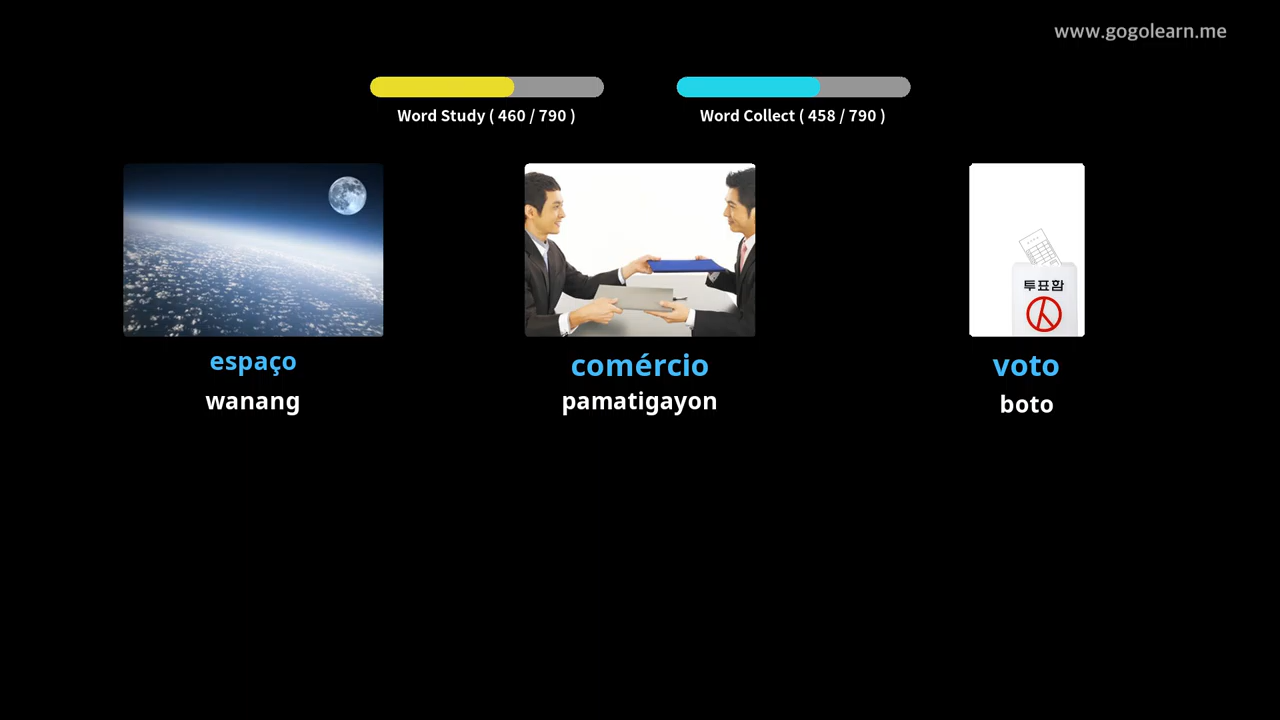 www.gogolearn.me
Word Study ( 460 / 790 )
Word Collect ( 458 / 790 )
투표함
espaço
comércio
voto
wanang
pamatigayon
boto